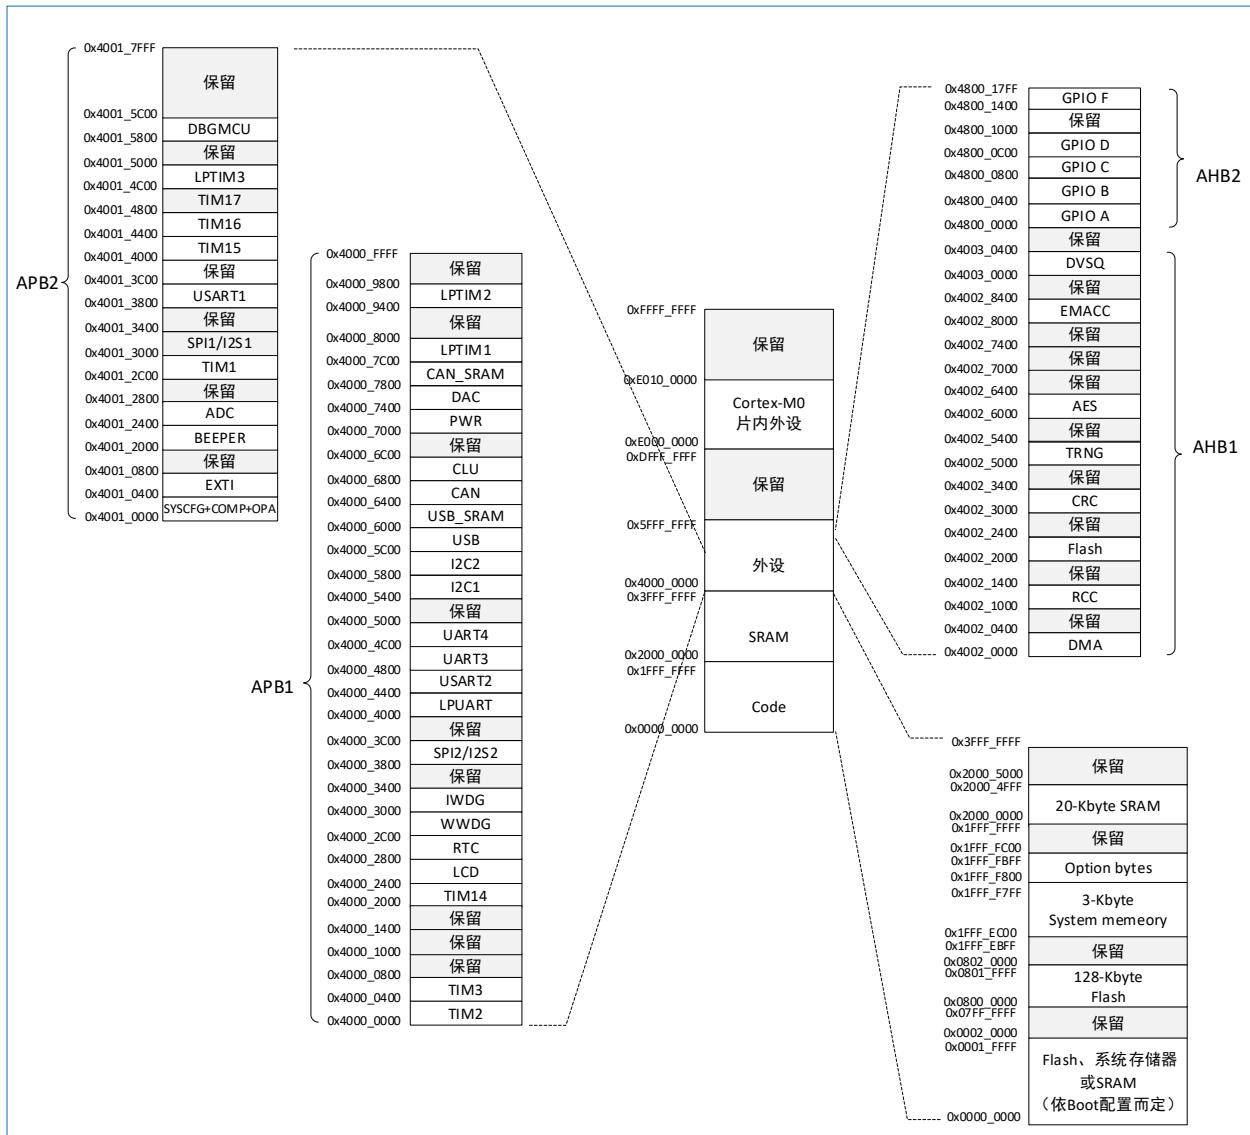 APB2
0x4001_7FFF
保留
0x4001_5C00
DBGMCU
0x4001_5800
保留
0x4001_5000
LPTIM3
0x4001_4C00
TIM17
0x4001_4800
TIM16
0x4001_4400
TIM15
0x4001_4000
保留
0x4001_3C00
USART1
0x4001_3800
保留
0x4001_3400
SPI1/I2S1
0x4001_3000
TIM1
0x4001_2C00
保留
0x4001_2800
ADC
0x4001_2400
BEEPER
0x4001_2000
保留
0x4001_0800
EXTI
0x4001_0400
SYSCFG+COMP+OPA
0x4001_0000
APB1
0x4000_FFFF
保留
0x4000_9800
LPTIM2
0x4000_9400
保留
0x4000_8000
LPTIM1
0x4000_7C00
CAN_SRAM
0x4000_7800
DAC
0x4000_7400
PWR
0x4000_7000
保留
0x4000_6C00
CLU
0x4000_6800
CAN
0x4000_6400
USB_SRAM
0x4000_6000
USB
0x4000_5C00
I2C2
0x4000_5800
I2C1
0x4000_5400
保留
0x4000_5000
UART4
0x4000_4C00
UART3
0x4000_4800
USART2
0x4000_4400
LPUART
0x4000_4000
保留
0x4000_3C00
SPI2/I2S2
0x4000_3800
保留
0x4000_3400
IWDG
0x4000_3000
WWDG
0x4000_2C00
RTC
0x4000_2800
LCD
0x4000_2400
TIM14
0x4000_2000
保留
0x4000_1400
保留
0x4000_1000
保留
0x4000_0800
TIM3
0x4000_0400
TIM2
0x4000_0000
0xFFFF_FFFF
保留
0xE010_0000
Cortex-M0
片内外设
0xE000_0000
0xDFFF_FFFF
保留
0x5FFF_FFFF
外设
0x4000_0000
0x3FFF_FFFF
SRAM
0x2000_0000
0x1FFF_FFFF
Code
0x0000_0000
AHB2
0x4800_17FF
GPIO F
0x4800_1400
保留
0x4800_1000
GPIO D
0x4800_0C00
GPIO C
0x4800_0800
GPIO B
0x4800_0400
GPIO A
0x4800_0000
保留
0x4003_0400
AHB1
DVSQ
0x4003_0000
保留
0x4002_8400
EMACC
0x4002_8000
保留
0x4002_7400
保留
0x4002_7000
保留
0x4002_6400
AES
0x4002_6000
保留
0x4002_5400
TRNG
0x4002_5000
保留
0x4002_3400
CRC
0x4002_3000
保留
0x4002_2400
Flash
0x4002_2000
保留
0x4002_1400
RCC
0x4002_1000
保留
0x4002_0400
DMA
0x4002_0000
0x3FFF_FFFF
保留
0x2000_5000
0x2000_4FFF
20-Kbyte SRAM
0x2000_0000
0x1FFF_FFFF
保留
0x1FFF_FC00
0x1FFF_FBFF
Option bytes
0x1FFF_F800
0x1FFF_F7FF
3-Kbyte
System memeory
0x1FFF_EC00
0x1FFF_EBFF
保留
0x0802_0000
0x0801_FFFF
128-Kbyte
Flash
0x0800_0000
0x07FF_FFFF
保留
0x0002_0000
0x0001_FFFF
Flash、系统存储器
或SRAM
（依Boot配置而定）
0x0000_0000